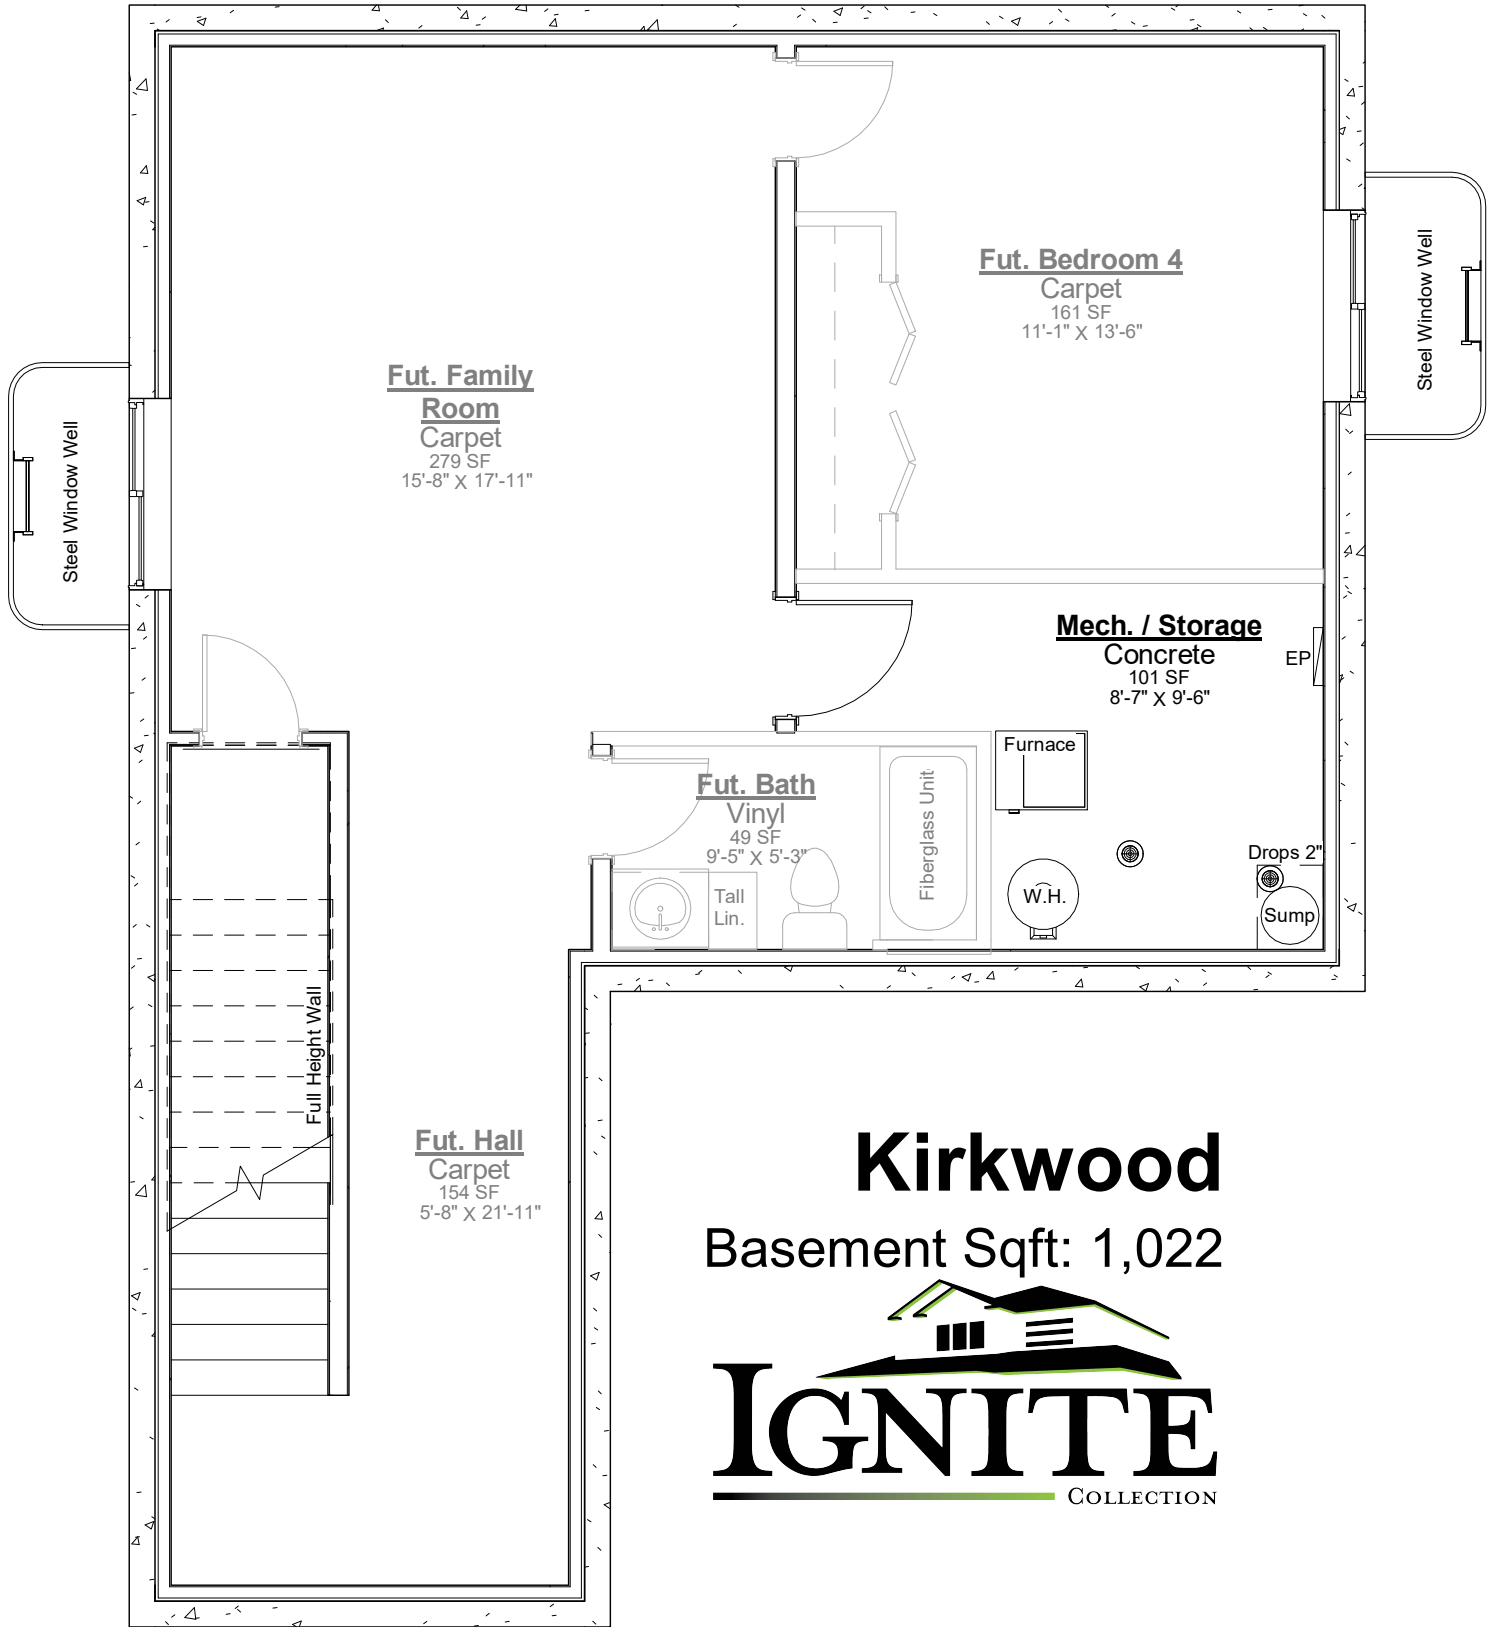 Fut. Bedroom 4
Carpet
161 SF
11'-1" X 13'-6"
Steel Window Well
Fut. Family
Room
Carpet
279 SF
15'-8" X 17'-11"
Steel Window Well
Mech. / Storage
Concrete
101 SF
8'-7" X 9'-6"
EP
Furnace
Fut. Bath
Vinyl
49 SF
9'-5" X 5'-3"
Fiberglass Unit
Tall
Lin.
W.H.
Drops 2"
Sump
Full Height Wall
Fut. Hall
Carpet
154 SF
5'-8" X 21'-11"
Kirkwood
Basement Sqft: 1,022
IGNITE
COLLECTION